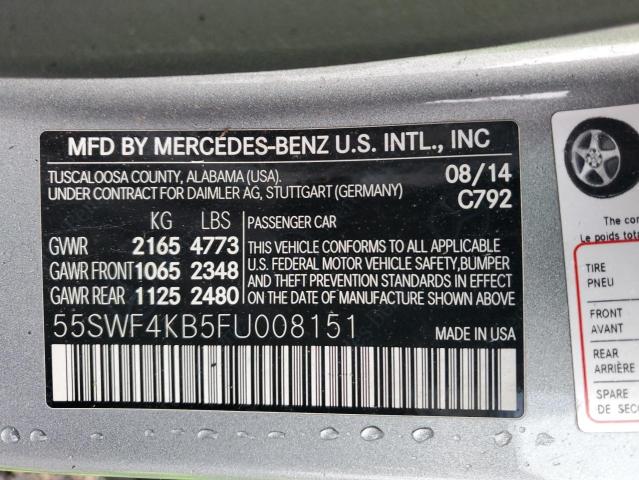 MFD BY MERCEDES-BENZ U.S. INTL., INC
TUSCALOOSA COUNTY, ALABAMA (USA). 08/14
UNDER CONTRACT FOR DAIMLER AG, STUTTGART (GERMANY) C792
KG LBS PASSENGER CAR
GVWR 2165 4773 THIS VEHICLE CONFORMS TO ALL APPLICABLE
GAWR FRONT 1065 2348 U.S. FEDERAL MOTOR VEHICLE SAFETY, BUMPER
GAWR REAR 1125 2480 AND THEFT PREVENTION STANDARDS IN EFFECT
ON THE DATE OF MANUFACTURE SHOWN ABOVE.
55SWF4KB5FU008151 MADE IN USA
The
Le poids
TIRE
PNEU
FRONT
AVANT
REAR
ARRIÈRE
SPARE
DE